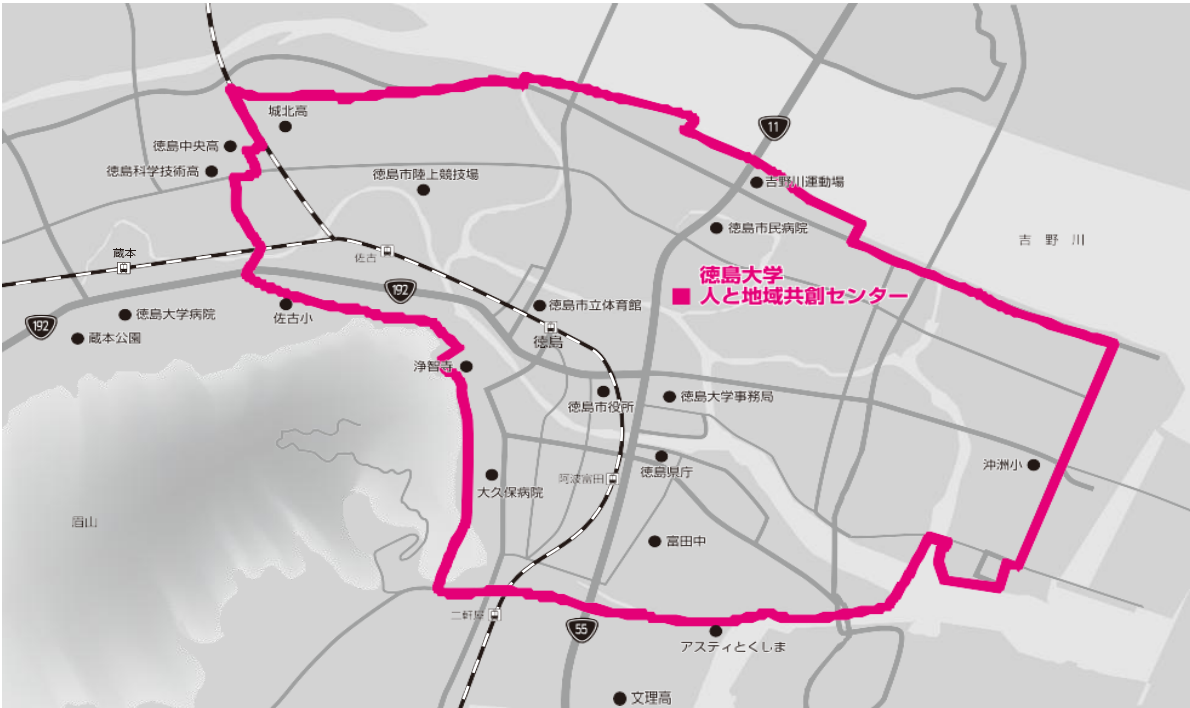 城北高
11
徳島中央高
徳島科学技術高
徳島市陸上競技場
吉野川運動場
徳島市民病院
吉 野 川
蔵本
佐古
徳島大学
人と地域共創センター
192
徳島大学病院
佐古小
徳島市立体育館
192
蔵本公園
徳島
浄智寺
徳島市役所
徳島大学事務局
沖洲小
徳島県庁
阿波富田
大久保病院
眉山
富田中
二軒屋
55
アスティとくしま
文理高